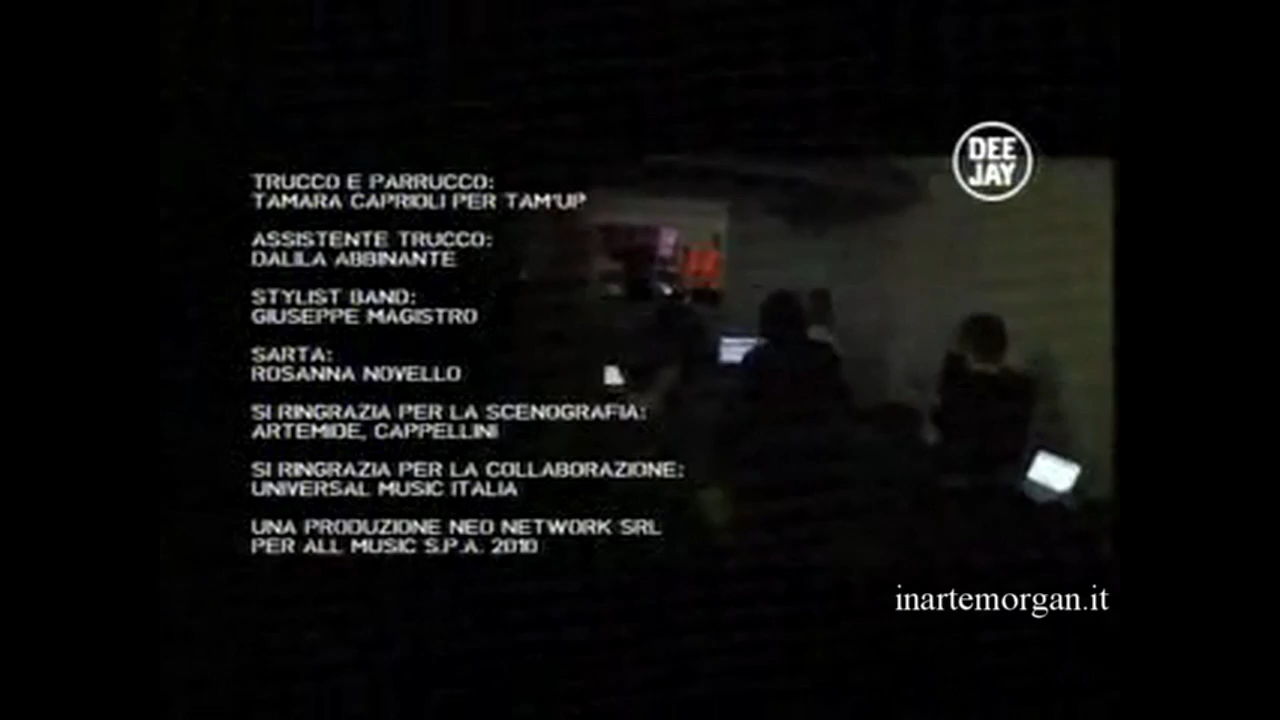 DEE
JAY
TRUCCO E PARRUCCO:
TAMARA CAPRIOLI PER TAM'UP
ASSISTENTE TRUCCO:
DALILA ABBINANTE
STYLIST BAND:
GIUSEPPE MAGISTRO
SARTA:
ROSANNA NOVELLO
SI RINGRAZIA PER LA SCENOGRAFIA:
ARTEMIDE, CAPPELLINI
SI RINGRAZIA PER LA COLLABORAZIONE:
UNIVERSAL MUSIC ITALIA
UNA PRODUZIONE NEO NETWORK SRL
PER ALL MUSIC S.P.A. 2010
inartemorgan.it